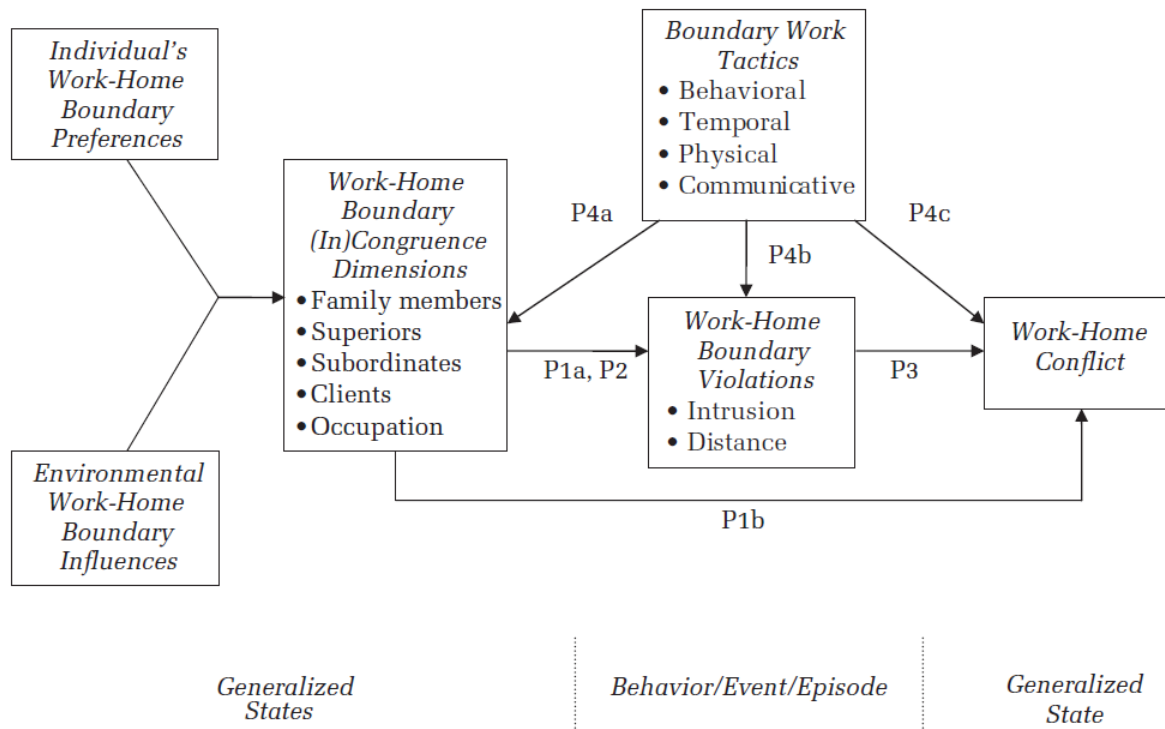 Individual's
Work-Home
Boundary
Preferences
Environmental
Work-Home
Boundary
Influences
Work-Home
Boundary
(In)Congruence
Dimensions
• Family members
• Superiors
• Subordinates
• Clients
• Occupation
Boundary Work
Tactics
• Behavioral
• Temporal
• Physical
• Communicative
P4a
P4b
P4c
P1a, P2
Work-Home
Boundary
Violations
• Intrusion
• Distance
P3
Work-Home
Conflict
P1b
Generalized
States
Behavior/Event/Episode
Generalized
State